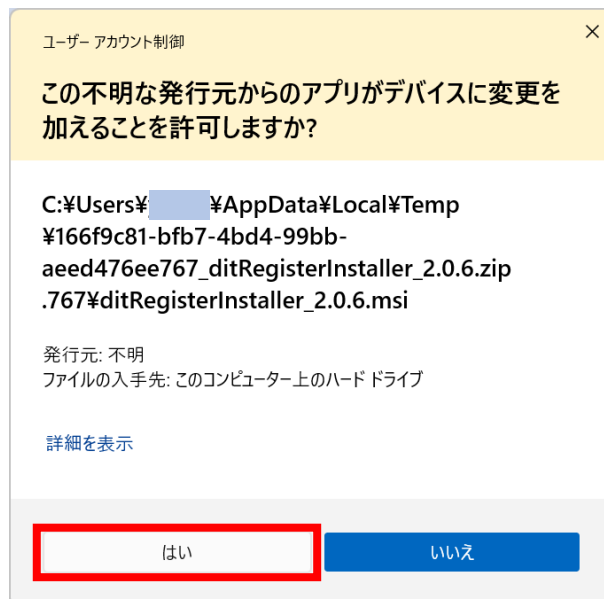 ユーザー アカウント制御
この不明な発行元からのアプリがデバイスに変更を
加えることを許可しますか?
C:¥Users¥ ¥AppData¥Local¥Temp
¥166f9c81-bfb7-4bd4-99bb-
aeed476ee767_ditRegisterInstaller_2.0.6.zip
.767¥ditRegisterInstaller_2.0.6.msi
発行元: 不明
ファイルの入手先: このコンピューター上のハード ドライブ
詳細を表示
はい
いいえ